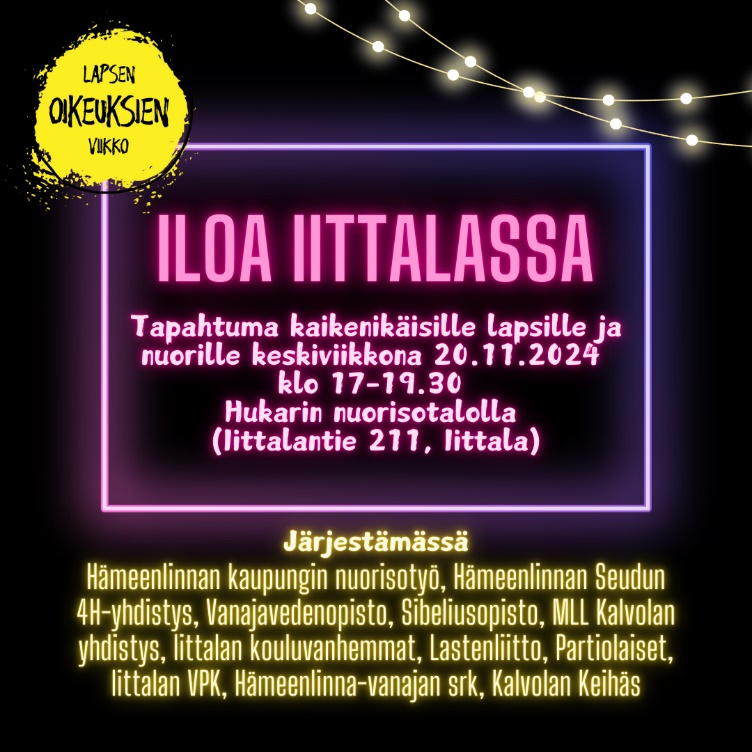 LAPSEN
OIKEUKSIEN
VIIKKO
ILOA IITTALASSA
Tapahtuma kaikenikäisille lapsille ja
nuorille keskiviikkona 20.11.2024
klo 17-19.30
Hukarin nuorisotalolla
(Iittalantie 211, Iittala)
Järjestämässä
Hämeenlinnan kaupungin nuorisotyö, Hämeenlinnan Seudun
4H-yhdistys, Vanajavedenopisto, Sibeliusopisto, MLL Kalvolan
yhdistys, Iittalan kouluvanhemmat, Lastenliitto, Partiolaiset,
Iittalan VPK, Hämeenlinna-vanajan srk, Kalvolan Keihäs